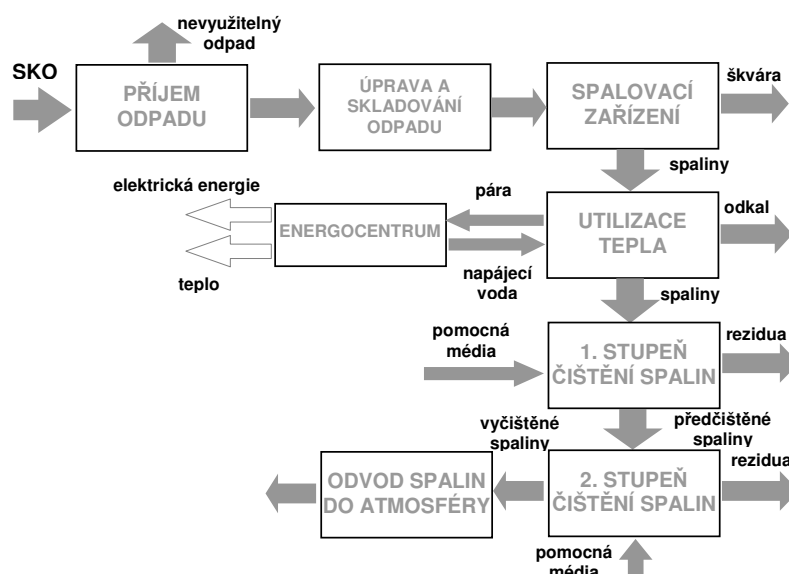 nevyužitelný
odpad
SKO
PŘÍJEM
ODPADU
ÚPRAVA A
SKLADOVÁNÍ
ODPADU
SPALOVACÍ
ZAŘÍZENÍ
škvára
spaliny
elektrická energie
teplo
ENERGOCENTRUM
pára
napájecí
voda
UTILIZACE
TEPLA
odkal
spaliny
pomocná
média
1. STUPEŇ
ČIŠTĚNÍ SPALIN
rezidua
předčištěné
spaliny
vyčištěné
spaliny
ODVOD SPALIN
DO ATMOSFÉRY
2. STUPEŇ
ČIŠTĚNÍ SPALIN
rezidua
pomocná
média